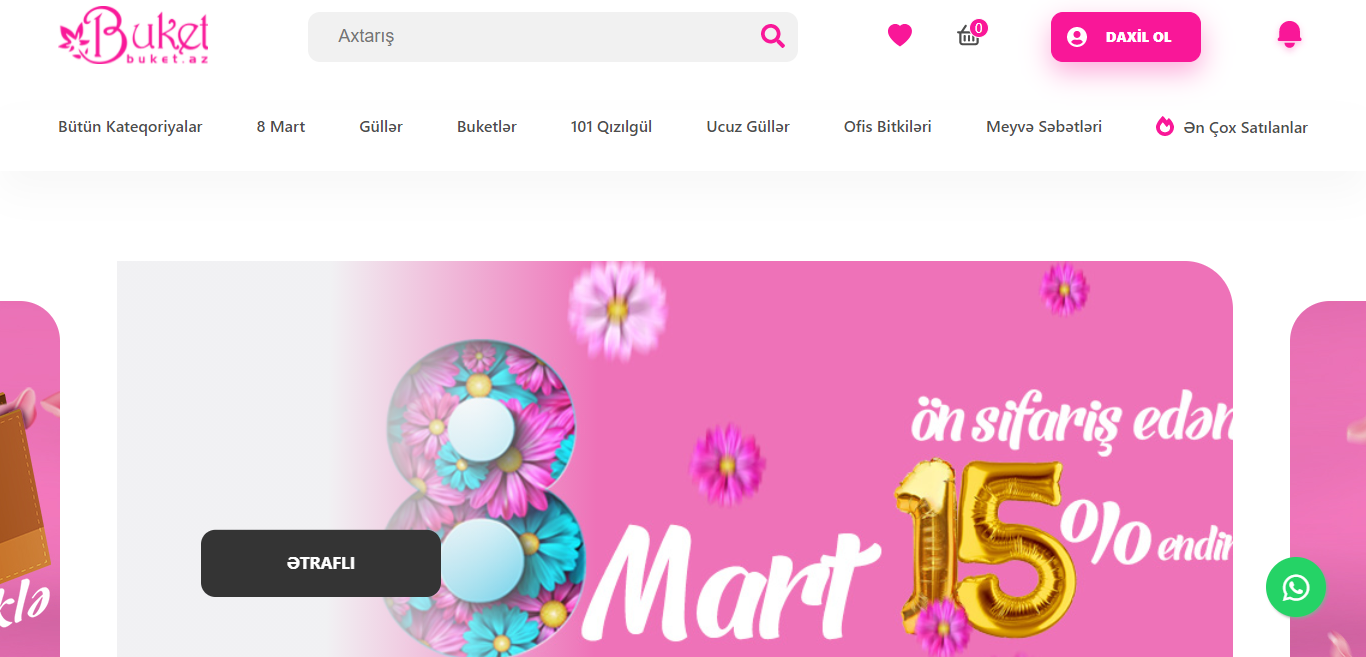 Buket
buket.az
Axtarış
0
DAXİL OL
Bütün Kateqoriyalar
8 Mart
Güllər
Buketlər
101 Qızılgül
Ucuz Güllər
Ofis Bitkiləri
Meyvə Səbətləri
Ən Çox Satılanlar
ön sifariş edən
15
% endir
8 Mart
ƏTRAFLI
klə